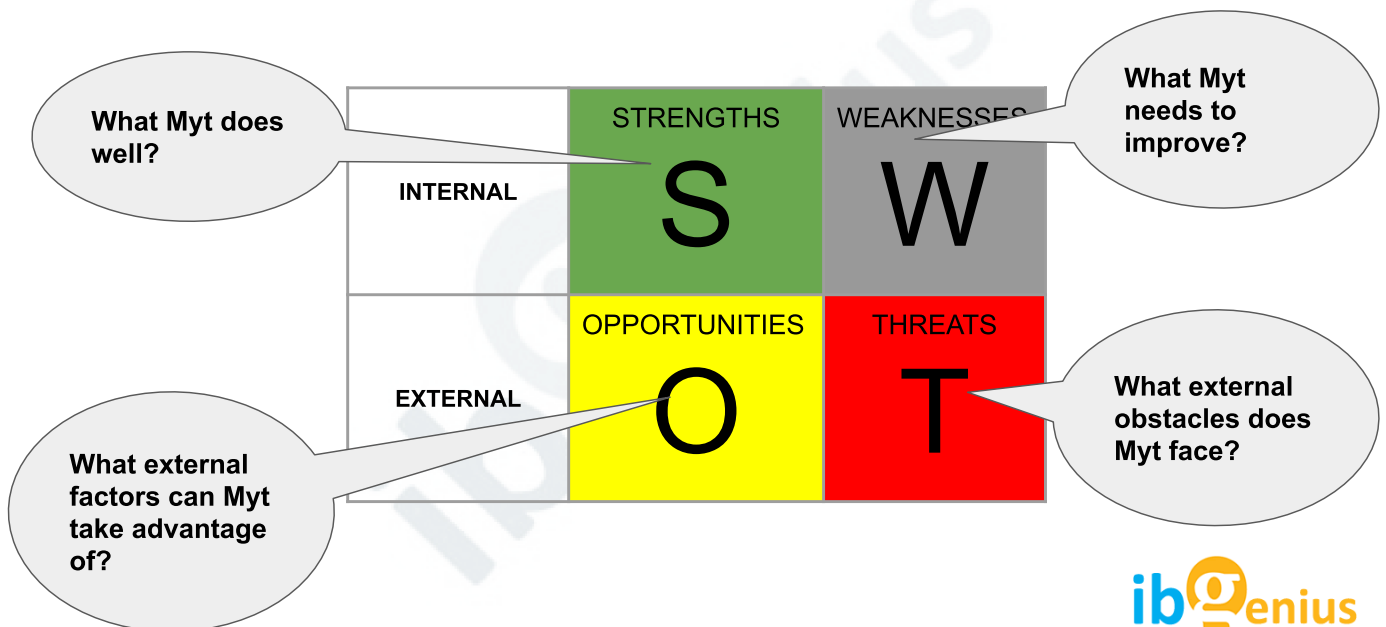 What Myt does
well?
What Myt
needs to
improve?
STRENGTHS
WEAKNESSES
INTERNAL
S
W
OPPORTUNITIES
THREATS
EXTERNAL
O
T
What external
factors can Myt
take advantage
of?
What external
obstacles does
Myt face?
ibGenius
ibgenius